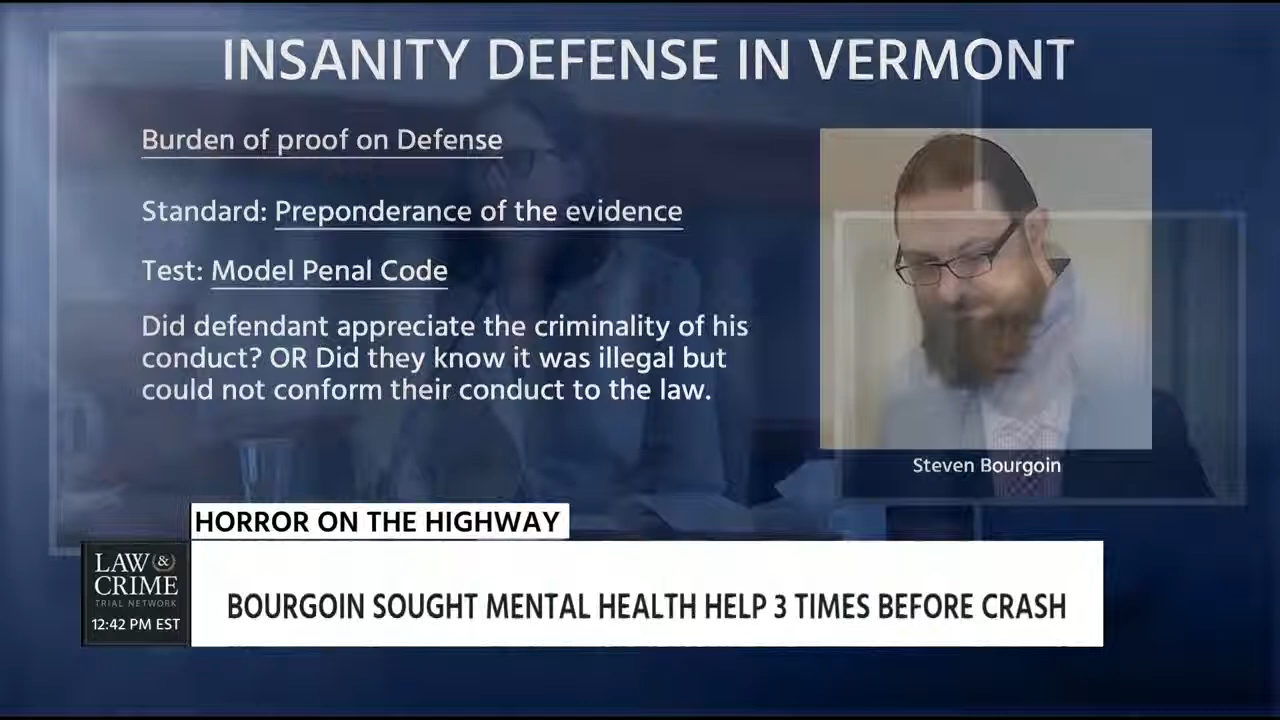 INSANITY DEFENSE IN VERMONT
Burden of proof on Defense
Standard: Preponderance of the evidence
Test: Model Penal Code
Did defendant appreciate the criminality of his
conduct? OR Did they know it was illegal but
could not conform their conduct to the law.
Steven Bourgoin
HORROR ON THE HIGHWAY
LAW &
CRIME
TRIAL NETWORK
12:42 PM EST
BOURGOIN SOUGHT MENTAL HEALTH HELP 3 TIMES BEFORE CRASH